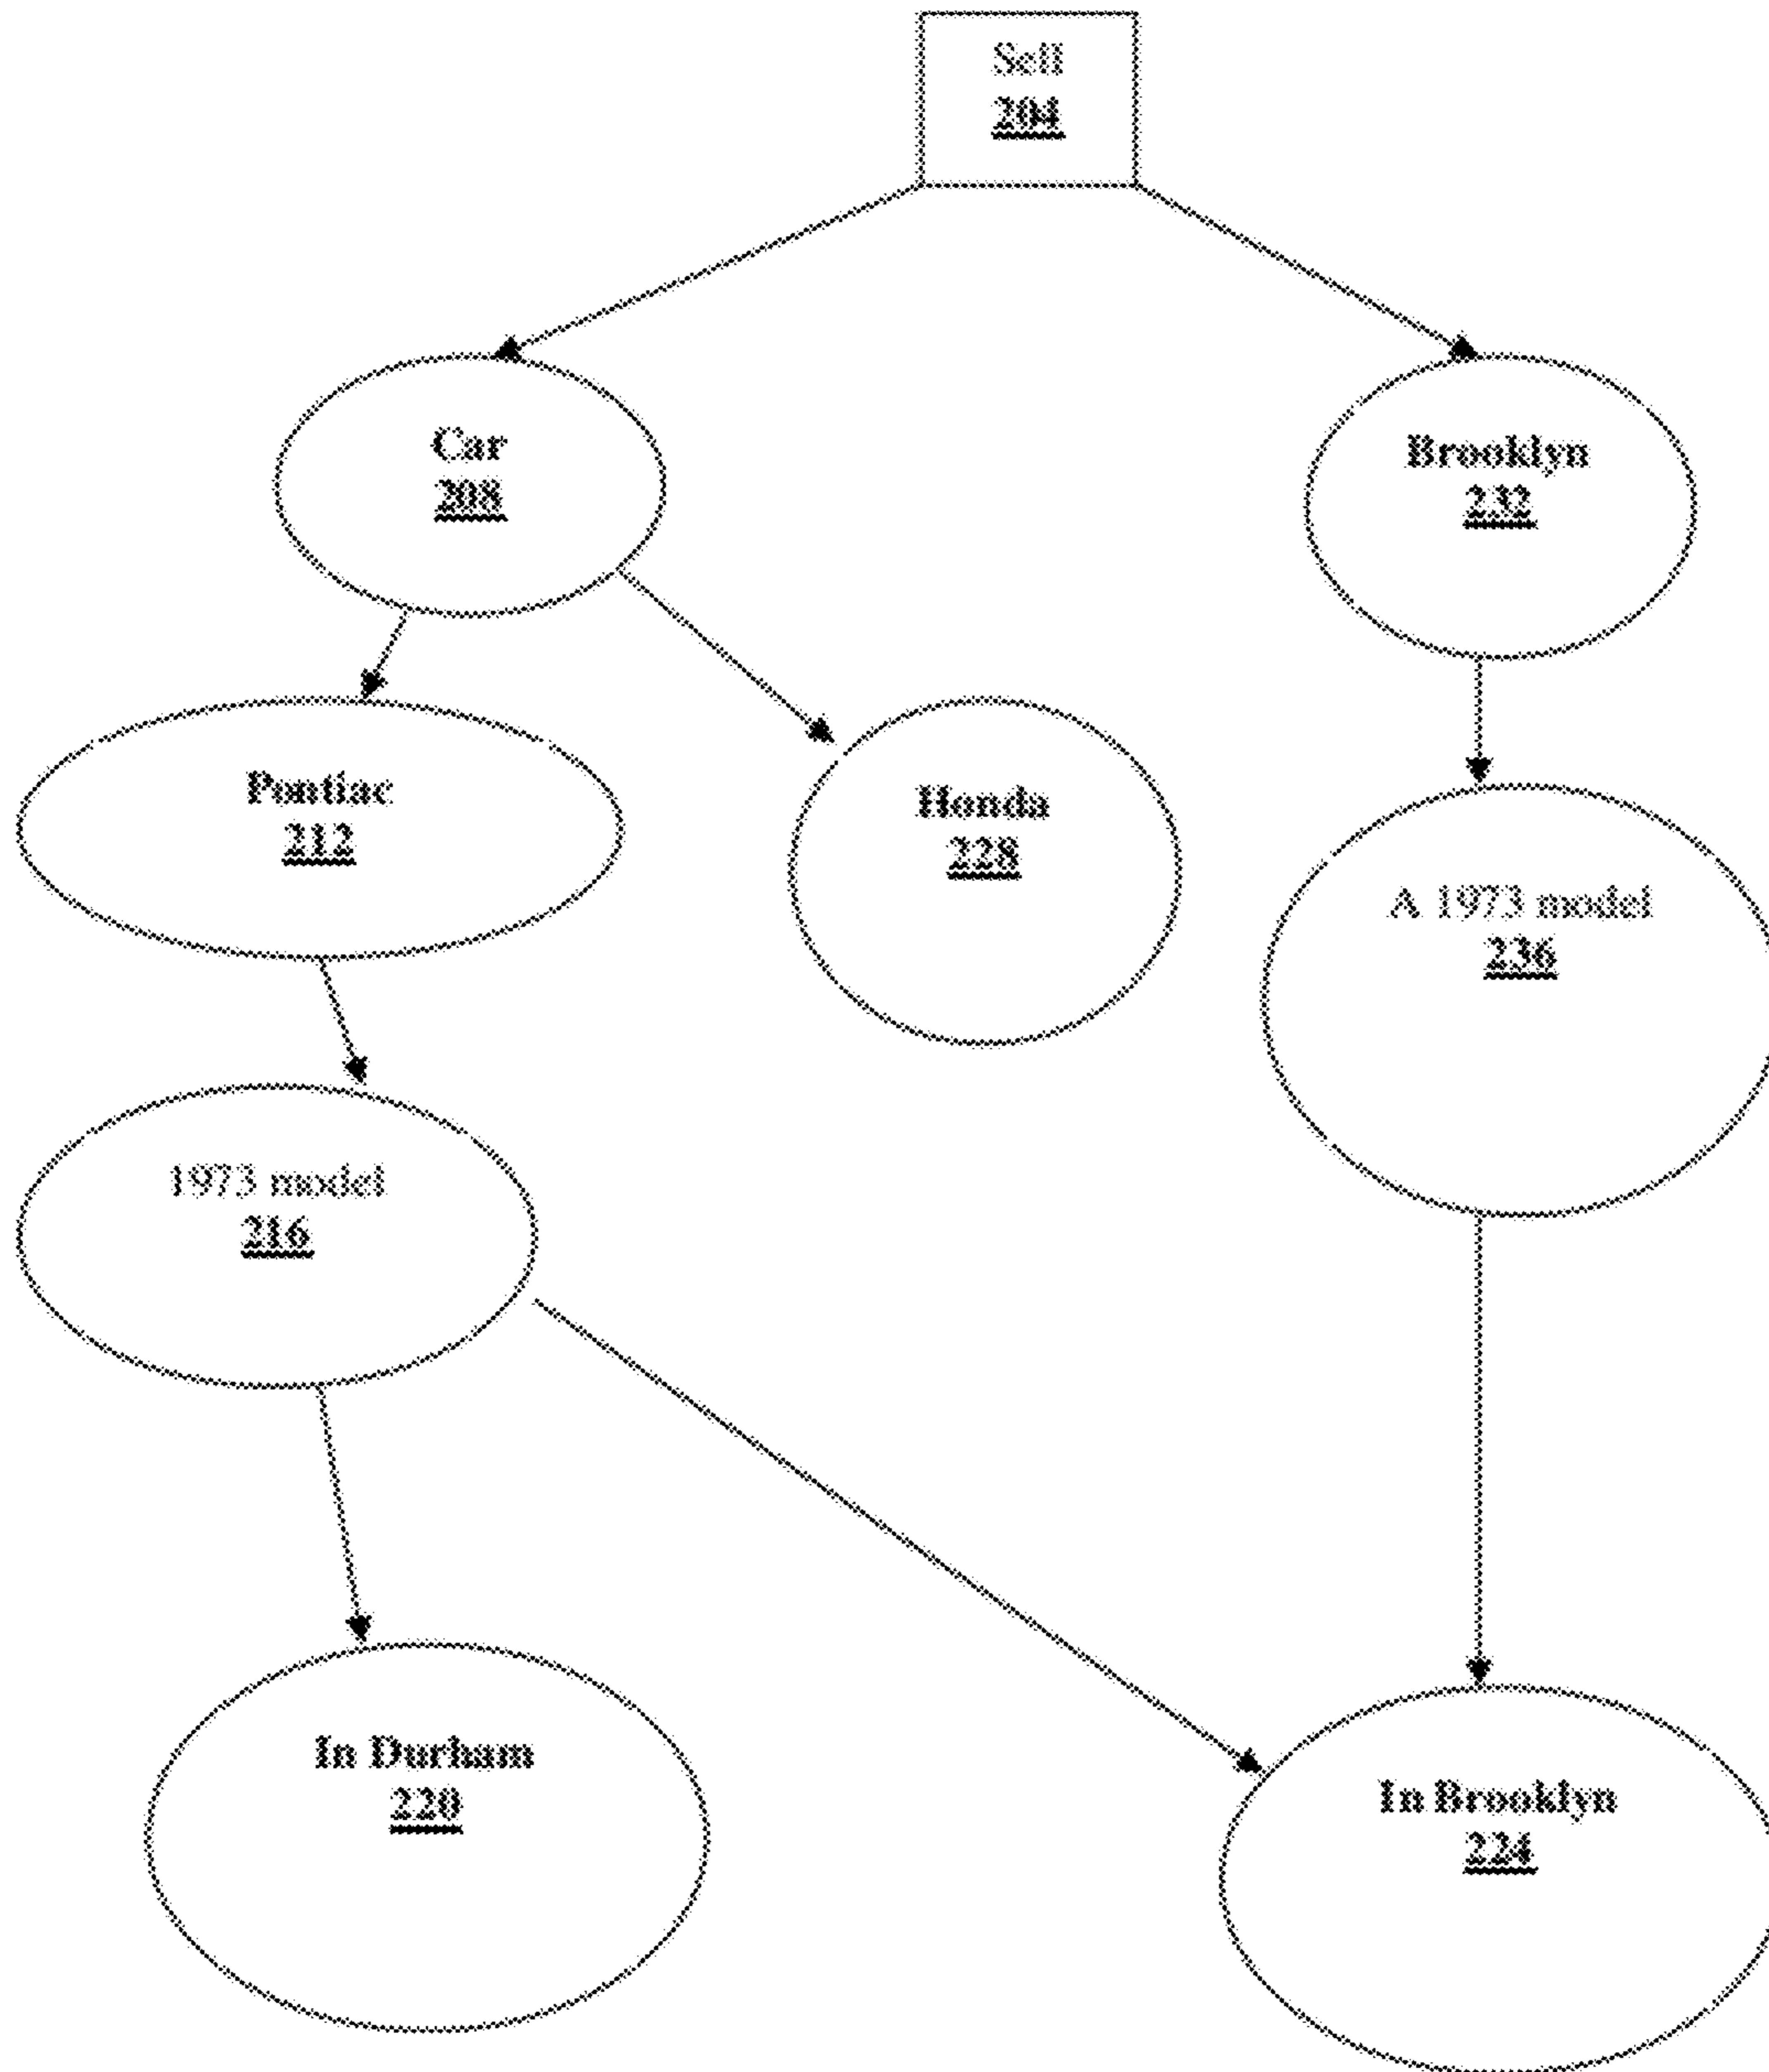 Sell
204
Car
208
Brooklyn
232
Pontiac
212
Honda
228
A 1973 model
236
1973 model
216
In Durham
220
In Brooklyn
224